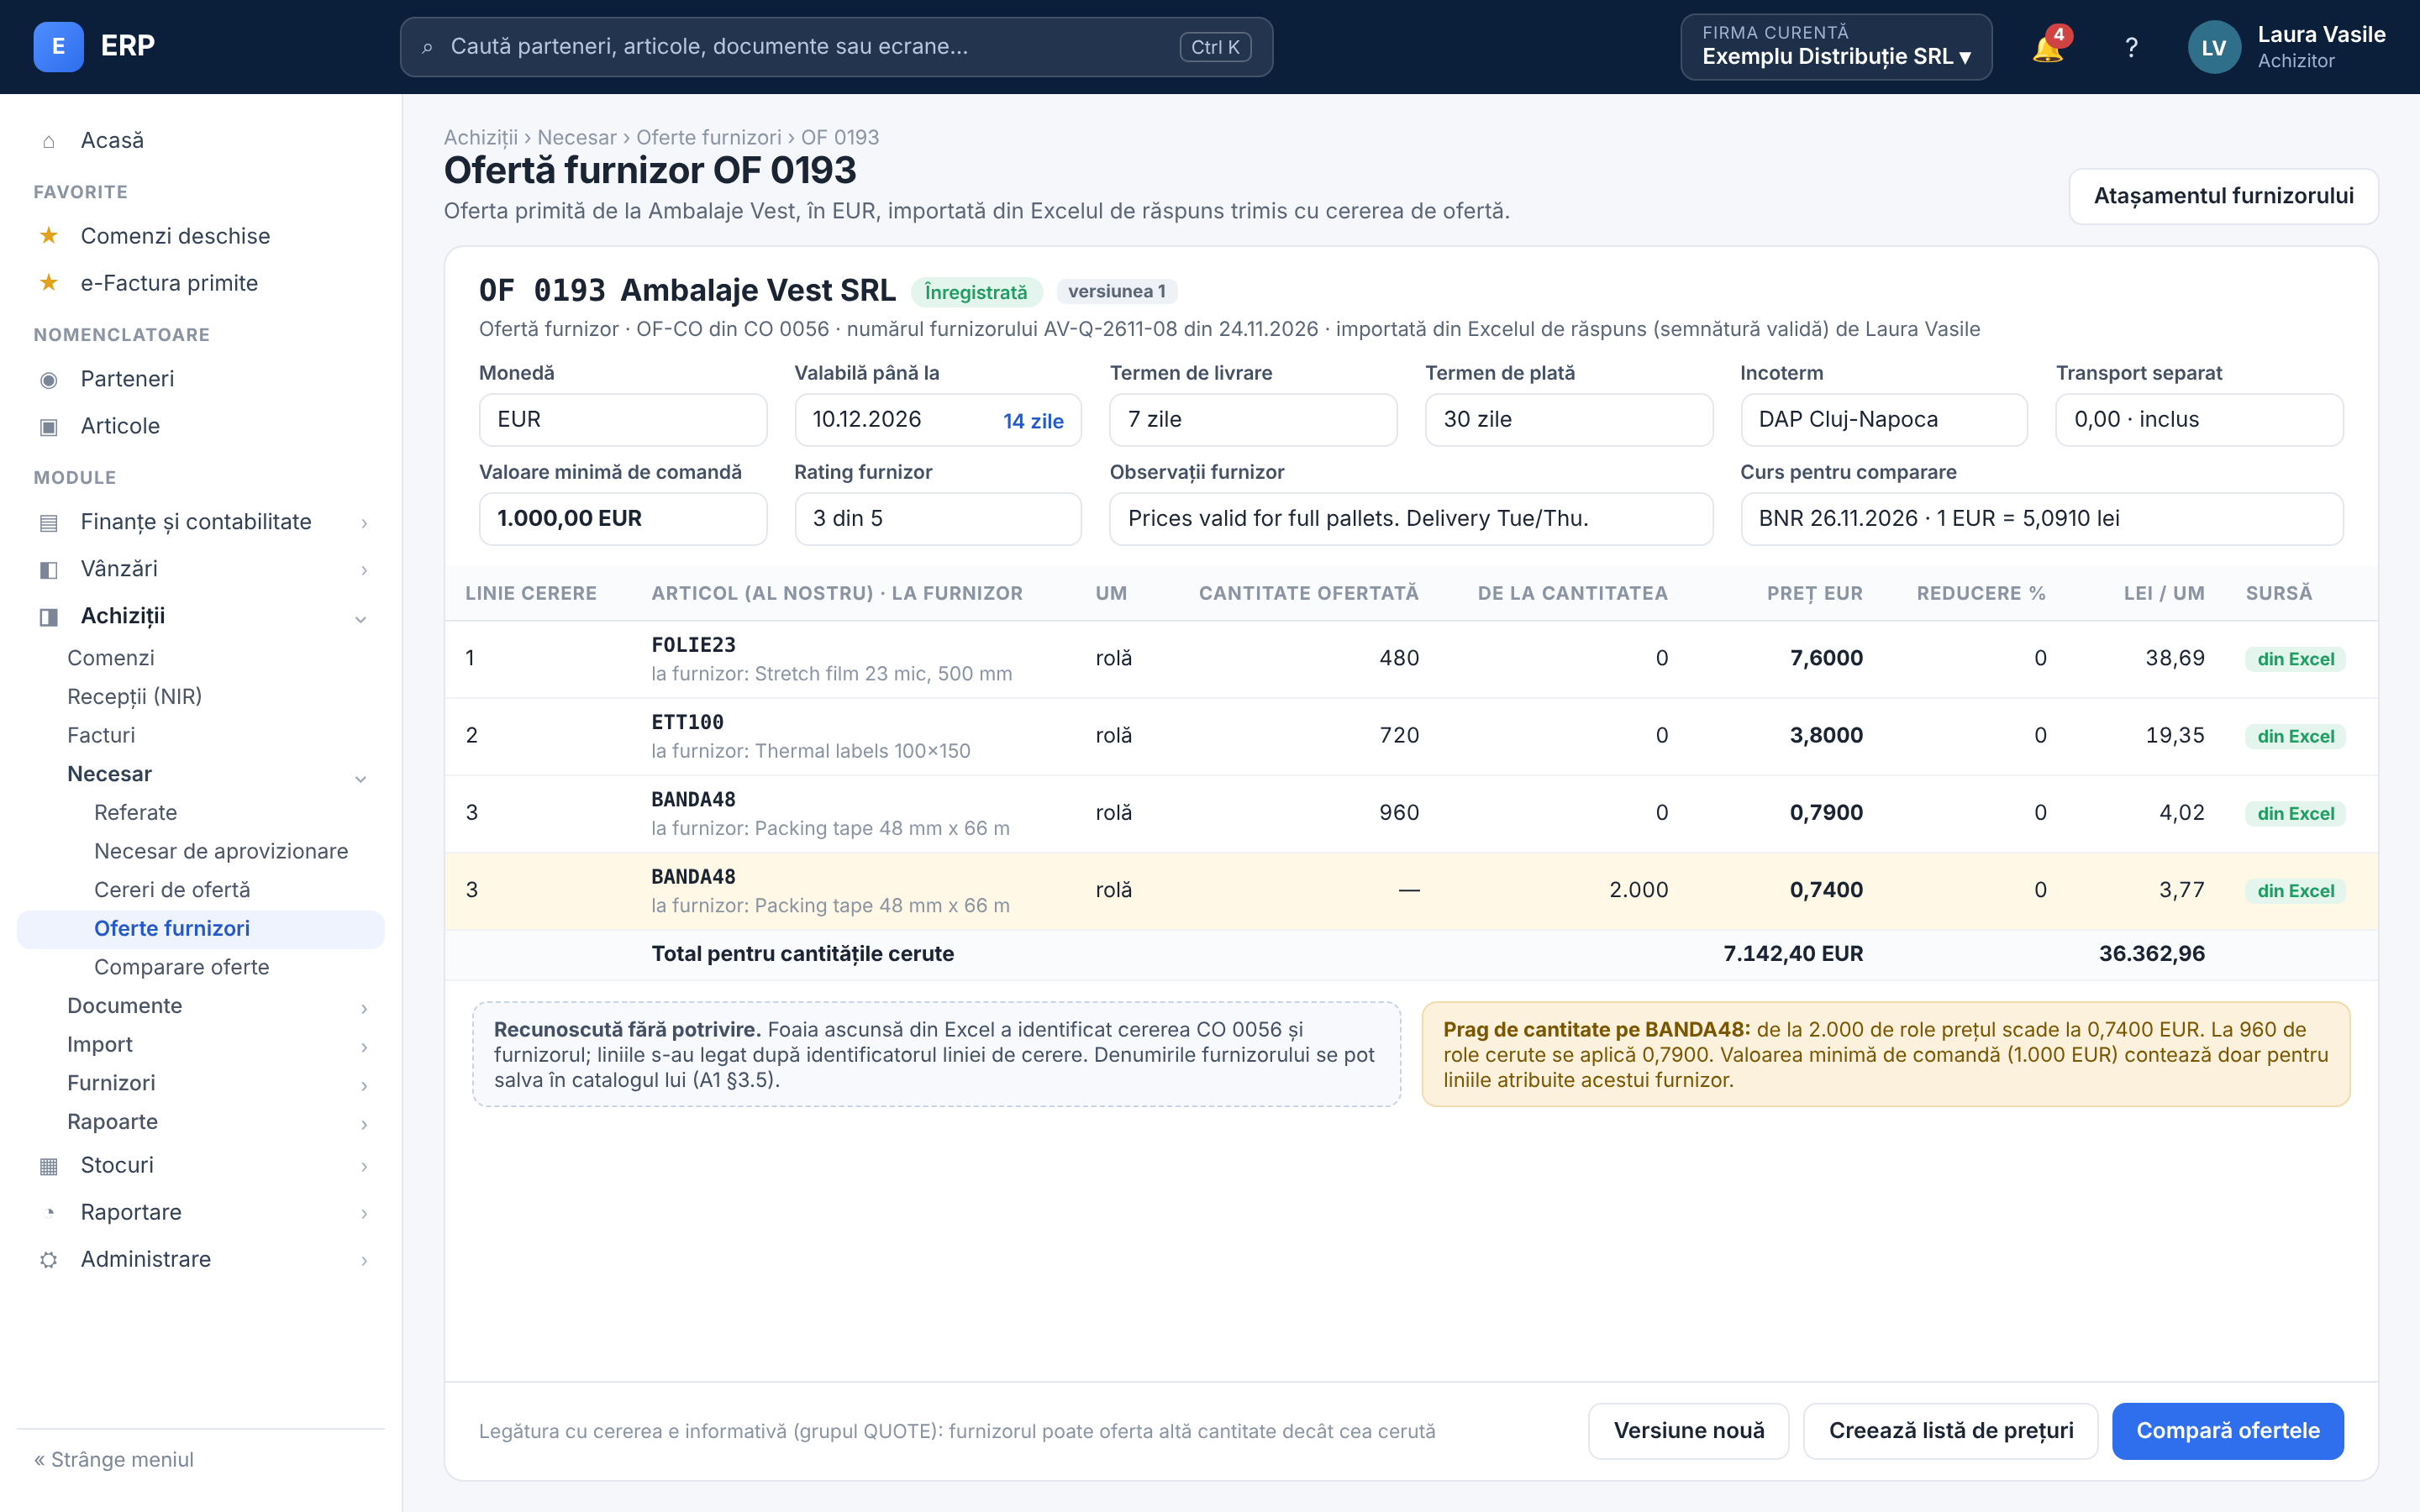 E ERP
Caută parteneri, articole, documente sau ecrane... Ctrl K
FIRMA CURENTĂ
Exemplu Distribuție SRL ▾
4
?
LV
Laura Vasile
Achizitor
Acasă
FAVORITE
★ Comenzi deschise
★ e-Factura primite
NOMENCLATOARE
Parteneri
Articole
MODULE
Finanțe și contabilitate ›
Vânzări ›
Achiziții
Comenzi
Recepții (NIR)
Facturi
Necesar
Referate
Necesar de aprovizionare
Cereri de ofertă
Oferte furnizori
Comparare oferte
Documente ›
Import ›
Furnizori ›
Rapoarte ›
Stocuri ›
Raportare ›
Administrare ›
« Strânge meniul
Achiziții › Necesar › Oferte furnizori › OF 0193
Ofertă furnizor OF 0193
Oferta primită de la Ambalaje Vest, în EUR, importată din Excelul de răspuns trimis cu cererea de ofertă.
Atașamentul furnizorului
OF 0193 Ambalaje Vest SRL Înregistrată versiunea 1
Ofertă furnizor · OF-CO din CO 0056 · numărul furnizorului AV-Q-2611-08 din 24.11.2026 · importată din Excelul de răspuns (semnătură validă) de Laura Vasile
Monedă Valabilă până la Termen de livrare Termen de plată Incoterm Transport separat
EUR 10.12.2026 14 zile 7 zile 30 zile DAP Cluj-Napoca 0,00 · inclus
Valoare minimă de comandă Rating furnizor Observații furnizor Curs pentru comparare
1.000,00 EUR 3 din 5 Prices valid for full pallets. Delivery Tue/Thu. BNR 26.11.2026 · 1 EUR = 5,0910 lei
LINIE CERERE ARTICOL (AL NOSTRU) · LA FURNIZOR UM CANTITATE OFERTATĂ DE LA CANTITATEA PREȚ EUR REDUCERE % LEI / UM SURSĂ
1 FOLIE23 rolă 480 0 7,6000 0 38,69 din Excel
la furnizor: Stretch film 23 mic, 500 mm
2 ETT100 rolă 720 0 3,8000 0 19,35 din Excel
la furnizor: Thermal labels 100×150
3 BANDA48 rolă 960 0 0,7900 0 4,02 din Excel
la furnizor: Packing tape 48 mm x 66 m
3 BANDA48 rolă — 2.000 0,7400 0 3,77 din Excel
la furnizor: Packing tape 48 mm x 66 m
Total pentru cantitățile cerute 7.142,40 EUR 36.362,96
Recunoscută fără potrivire. Foaia ascunsă din Excel a identificat cererea CO 0056 și
furnizorul; liniile s-au legat după identificatorul liniei de cerere. Denumirile furnizorului se pot
salva în catalogul lui (A1 §3.5).
Prag de cantitate pe BANDA48: de la 2.000 de role prețul scade la 0,7400 EUR. La 960 de
role cerute se aplică 0,7900. Valoarea minimă de comandă (1.000 EUR) contează doar pentru
liniile atribuite acestui furnizor.
Legătura cu cererea e informativă (grupul QUOTE): furnizorul poate oferta altă cantitate decât cea cerută
Versiune nouă Creează listă de prețuri Compară ofertele